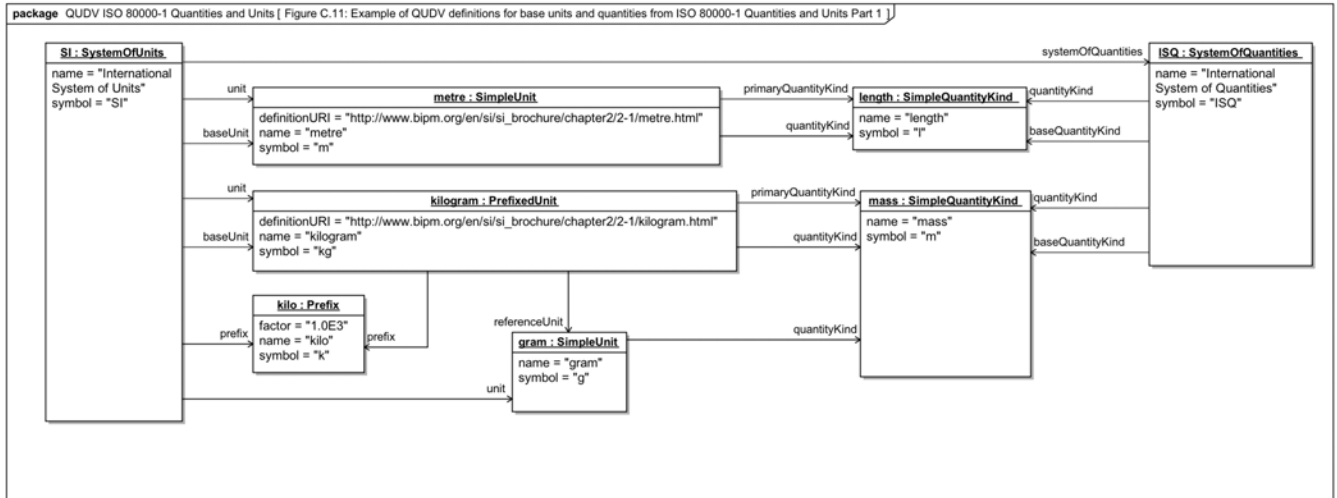 package QUDV ISO 80000-1 Quantities and Units [ Figure C.11: Example of QUDV definitions for base units and quantities from ISO 80000-1 Quantities and Units Part 1 ]
SI : SystemOfUnits
name = "International
System of Units"
symbol = "SI"
systemOfQuantities
ISQ : SystemOfQuantities
name = "International
System of Quantities"
symbol = "ISQ"
unit
baseUnit
metre : SimpleUnit
definitionURI = "http://www.bipm.org/en/si/si_brochure/chapter2/2-1/metre.html"
name = "metre"
symbol = "m"
primaryQuantityKind
quantityKind
length : SimpleQuantityKind
name = "length"
symbol = "l"
quantityKind
baseQuantityKind
unit
baseUnit
kilogram : PrefixedUnit
definitionURI = "http://www.bipm.org/en/si/si_brochure/chapter2/2-1/kilogram.html"
name = "kilogram"
symbol = "kg"
primaryQuantityKind
quantityKind
mass : SimpleQuantityKind
name = "mass"
symbol = "m"
quantityKind
baseQuantityKind
prefix
kilo : Prefix
factor = "1.0E3"
name = "kilo"
symbol = "k"
prefix
referenceUnit
gram : SimpleUnit
name = "gram"
symbol = "g"
quantityKind
unit